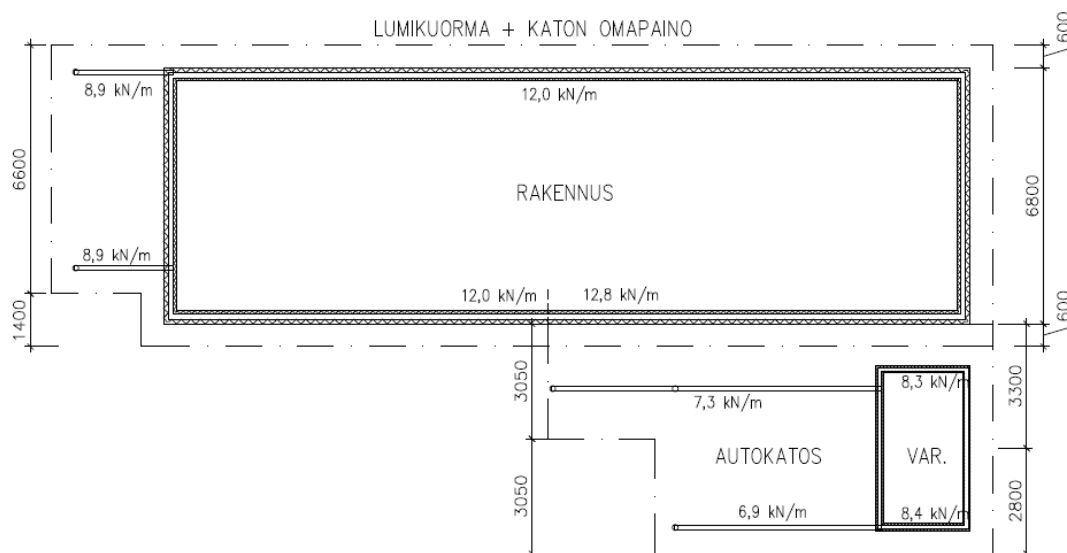 LUMIKUORMA + KATON OMAPAINO
600
8,9 kN/m
12,0 kN/m
6600
RAKENNUS
6800
8,9 kN/m
12,0 kN/m
12,8 kN/m
1400
600
3050
3300
8,3 kN/m
7,3 kN/m
AUTOKATOS
VAR.
3050
2800
6,9 kN/m
8,4 kN/m